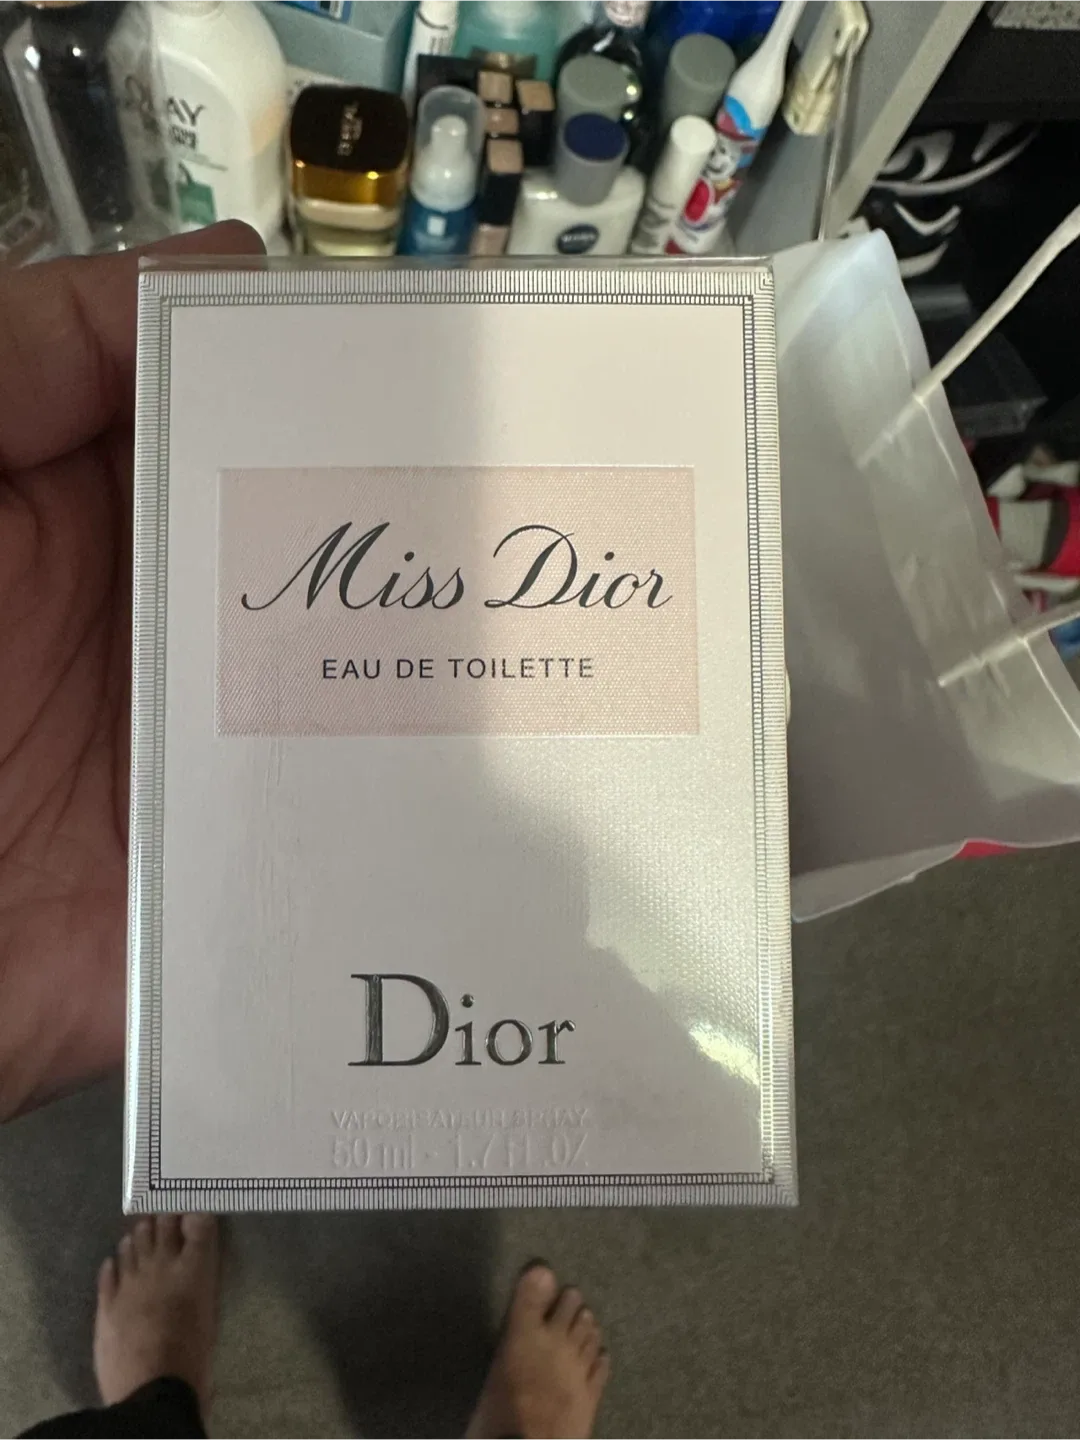 Miss Dior
EAU DE TOILETTE
Dior
VAPORISATEUR SPRAY
50 ml - 1.7 FL.OZ